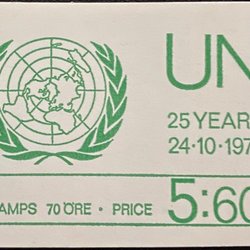 UN
25 YEAR
24·10·197
AMPS 70 ÖRE · PRICE 5:60